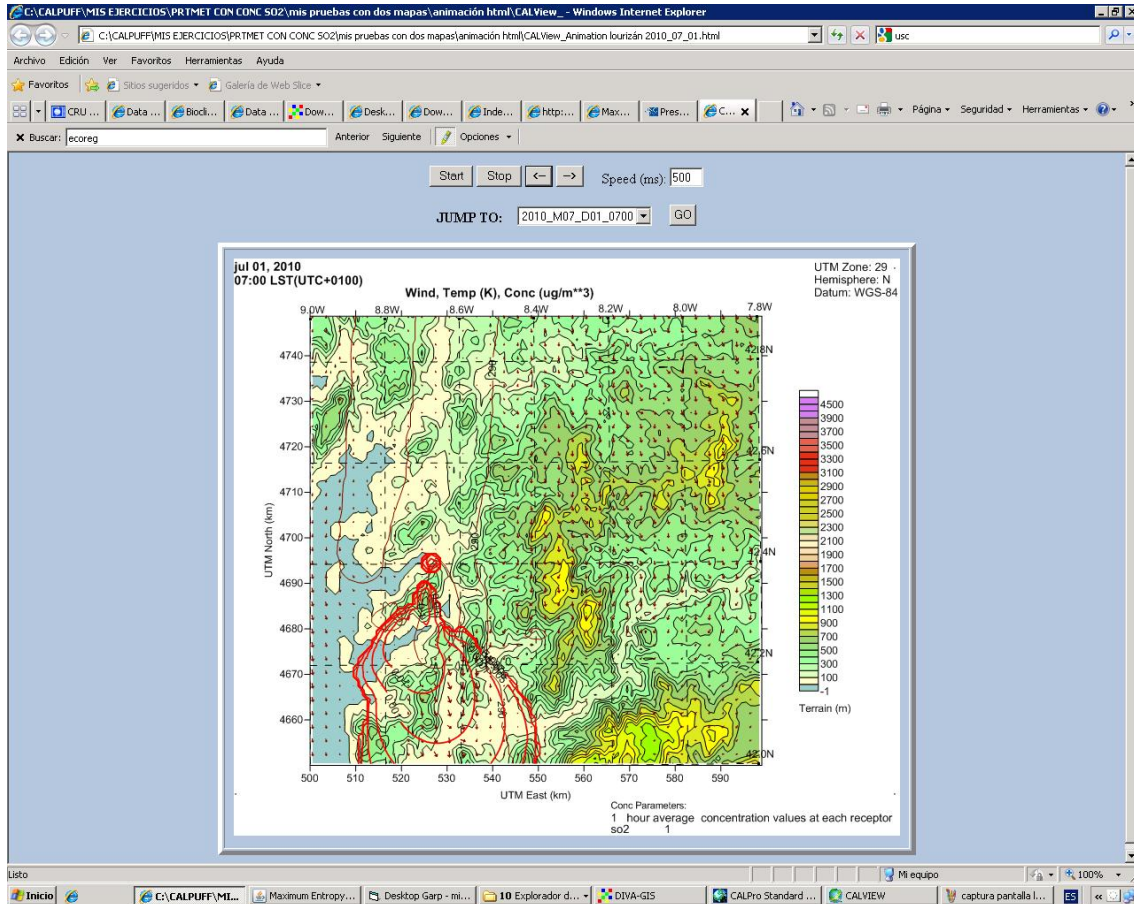 C:\CALPUFF\MIS EJERCICIOS\PRTMET CON CONC SO2\mis pruebas con dos mapas\animación html\CALView_ - Windows Internet Explorer
C:\CALPUFF\MIS EJERCICIOS\PRTMET CON CONC SO2\mis pruebas con dos mapas\animación html\CALView_Animation lourizán 2010_07_01.html usc
Archivo Edición Ver Favoritos Herramientas Ayuda
Favoritos Sitios sugeridos Galería de Web Slice
CRU ... Data ... Biocli... Data ... Dow... Desk... Dow... Inde... http:... Max... Pres... C... Página Seguridad Herramientas
Buscar: ecoreg Anterior Siguiente Opciones
Start Stop <-- --> Speed (ms): 500
JUMP TO: 2010_M07_D01_0700 GO
jul 01, 2010 UTM Zone: 29
07:00 LST(UTC+0100) Hemisphere: N
Wind, Temp (K), Conc (ug/m**3) Datum: WGS-84
9.0W 8.8W 8.6W 8.4W 8.2W 8.0W 7.8W
4740 42.8N
4730
4720 42.6N
4710
4700 42.4N
4690
4680 42.2N
4670
4660 42.0N
UTM North (km)
290
290
290
500 510 520 530 540 550 560 570 580 590
UTM East (km)
4500
3900
3700
3500
3300
3100
2900
2700
2500
2300
2100
1900
1700
1500
1300
1100
900
700
500
300
100
-1
Terrain (m)
Conc Parameters:
1 hour average concentration values at each receptor
so2 1
Listo Mi equipo 100%
Inicio C:\CALPUFF\MI... Maximum Entropy... Desktop Garp - mi... 10 Explorador d... DIVA-GIS CALPro Standard ... CALVIEW captura pantalla l... ES